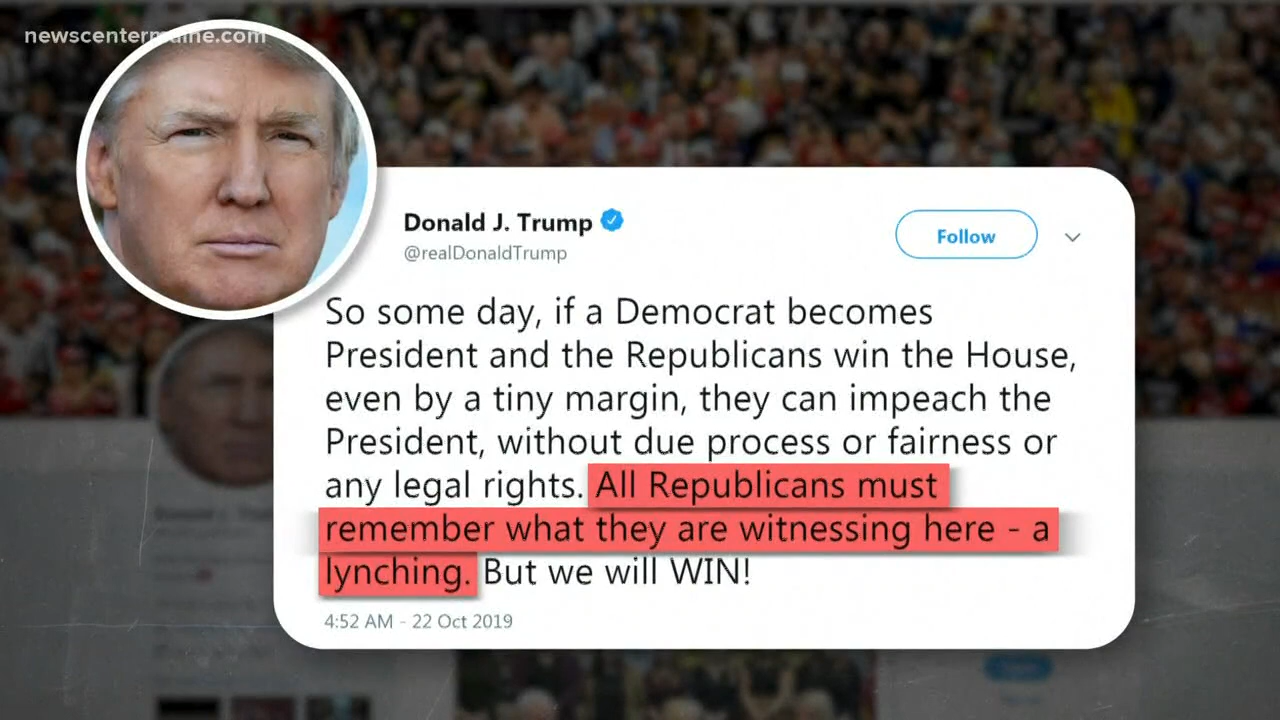 newscentermaine.com
Donald J. Trump
@realDonaldTrump
Follow
So some day, if a Democrat becomes
President and the Republicans win the House,
even by a tiny margin, they can impeach the
President, without due process or fairness or
any legal rights. All Republicans must
remember what they are witnessing here - a
lynching. But we will WIN!
4:52 AM - 22 Oct 2019